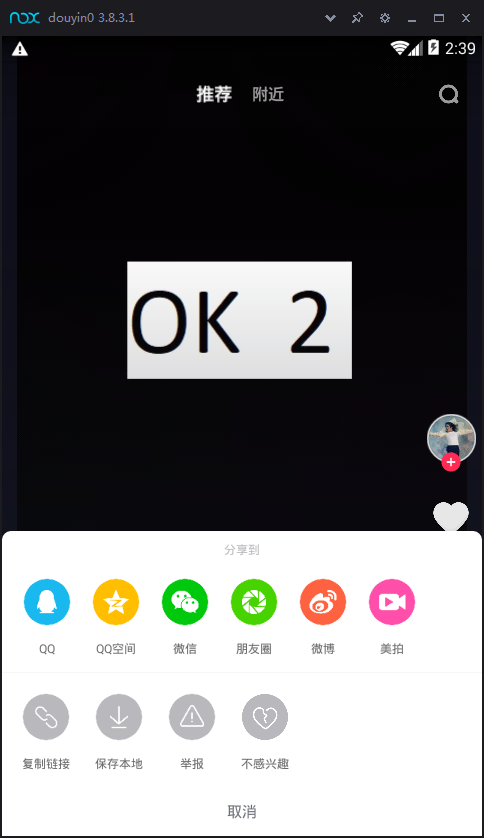 nox douyin0 3.8.3.1
2:39
推荐 附近
OK 2
分享到
QQ QQ空间 微信 朋友圈 微博 美拍
复制链接 保存本地 举报 不感兴趣
取消